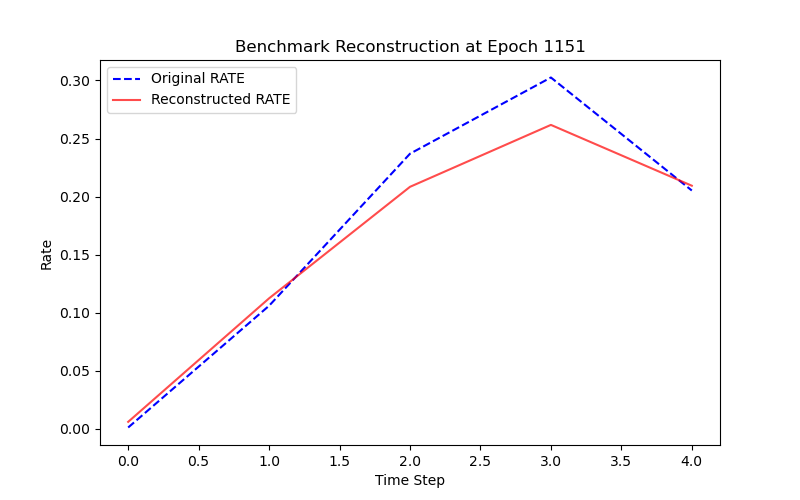 Benchmark Reconstruction at Epoch 1151
Original RATE
Reconstructed RATE
0.30
0.25
0.20
0.15
0.10
0.05
0.00
Rate
0.0 0.5 1.0 1.5 2.0 2.5 3.0 3.5 4.0
Time Step